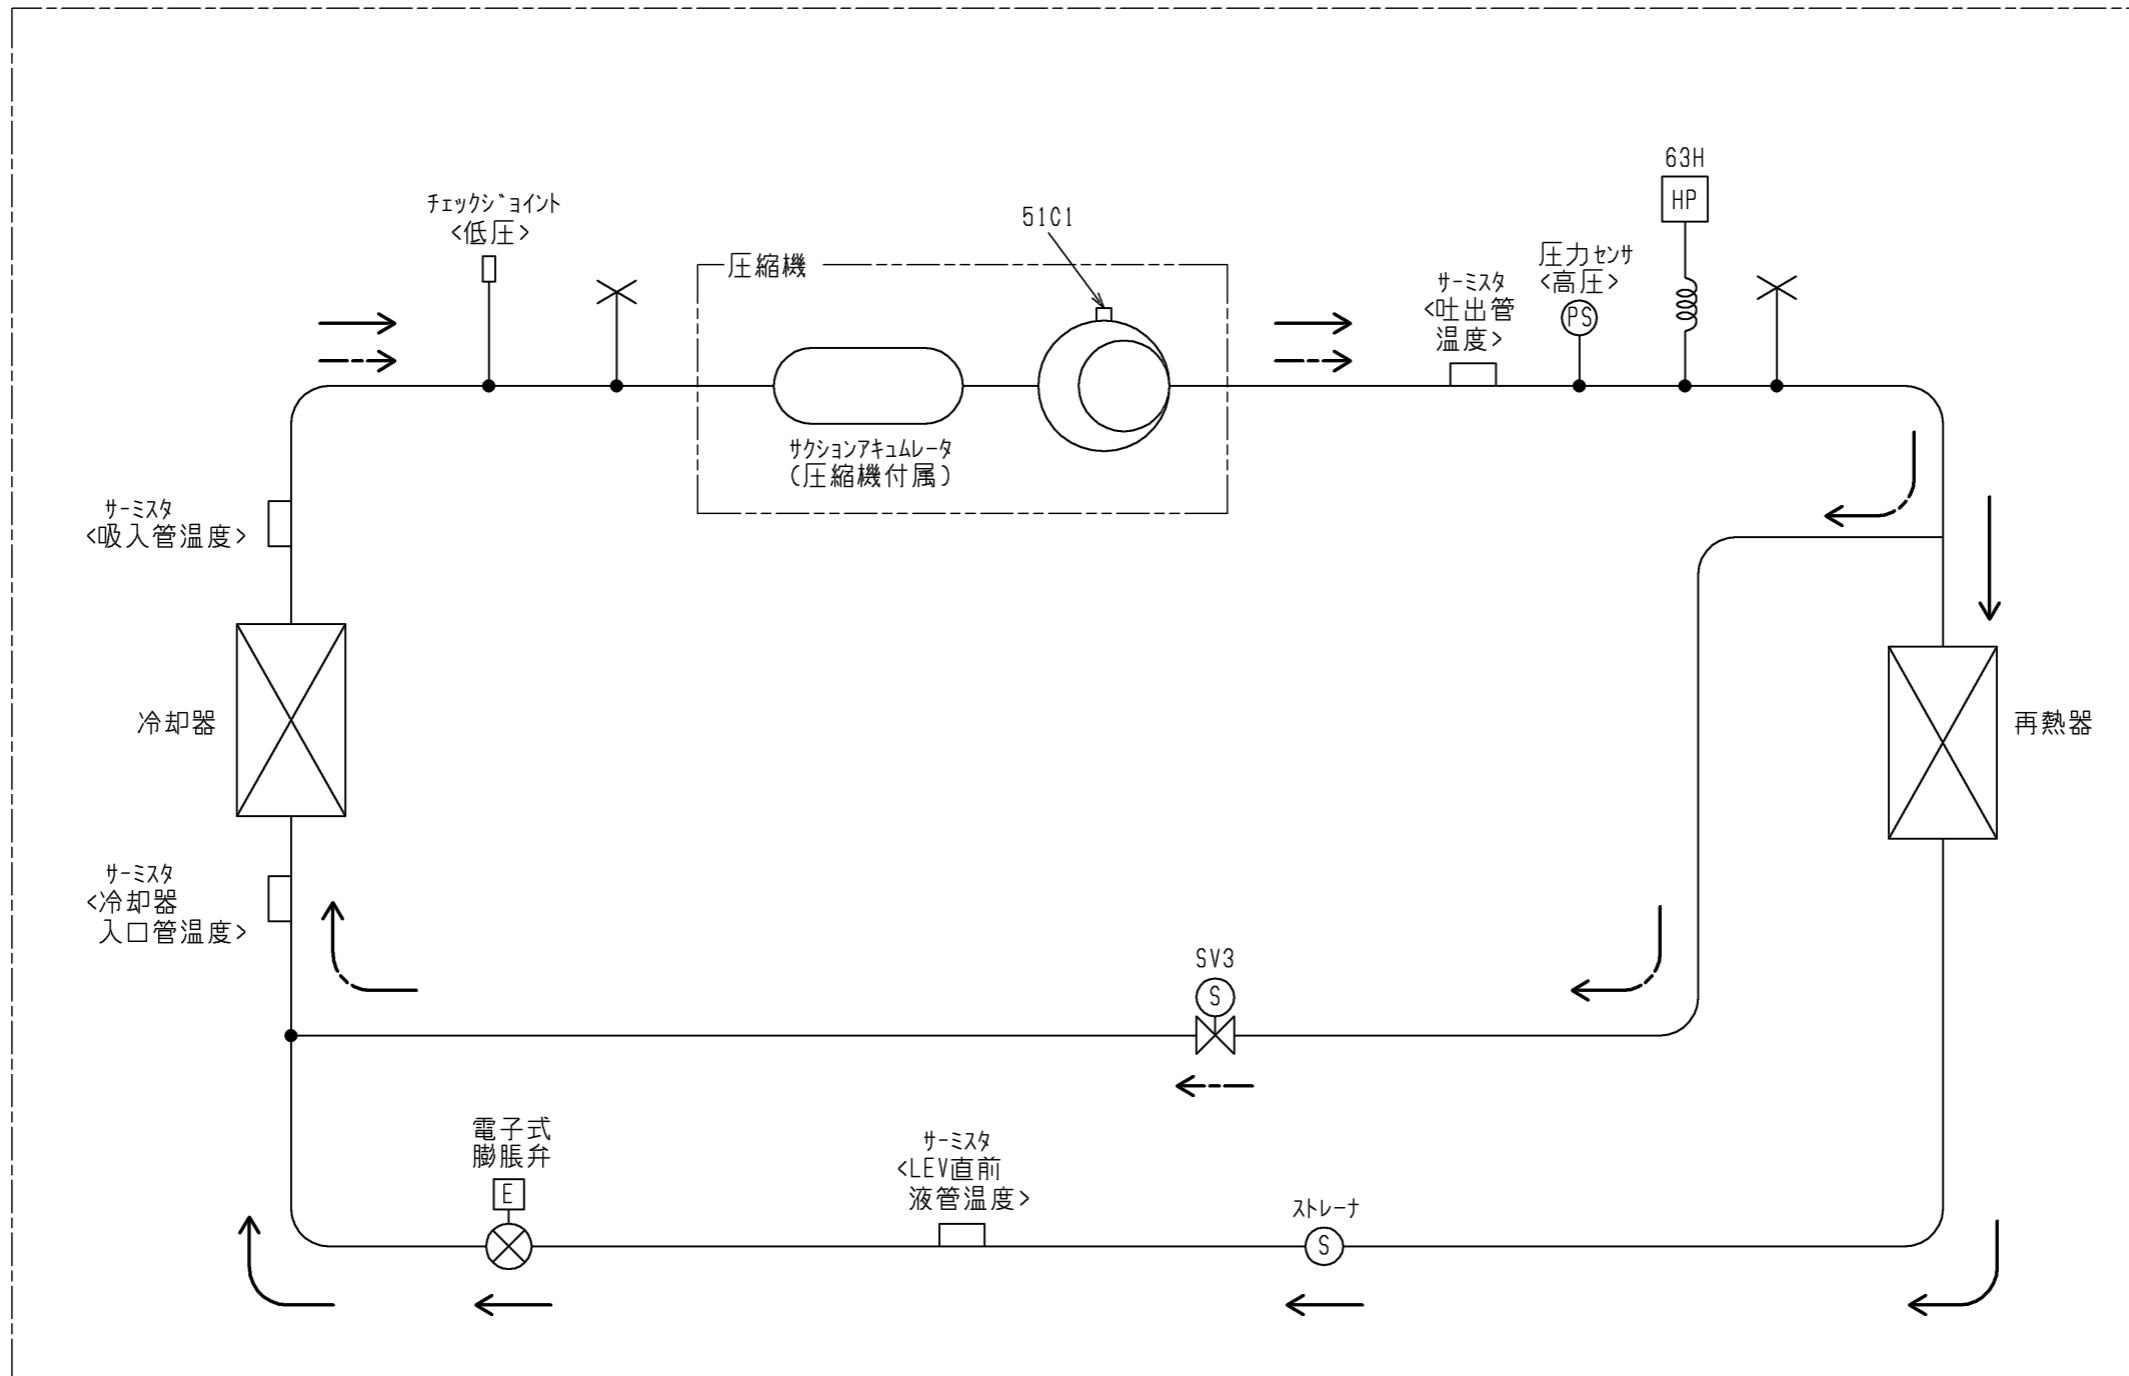 63H
HP
チェックジョイント
<低圧>
51C1
圧力センサ
<高圧>
PS
圧縮機
サーミスタ
<吐出管
温度>
サクションアキュムレータ
(圧縮機付属)
サーミスタ
<吸入管温度>
冷却器
再熱器
サーミスタ
<冷却器
入口管温度>
SV3
S
電子式
膨脹弁
E
サーミスタ
<LEV直前
液管温度>
ストレーナ
S